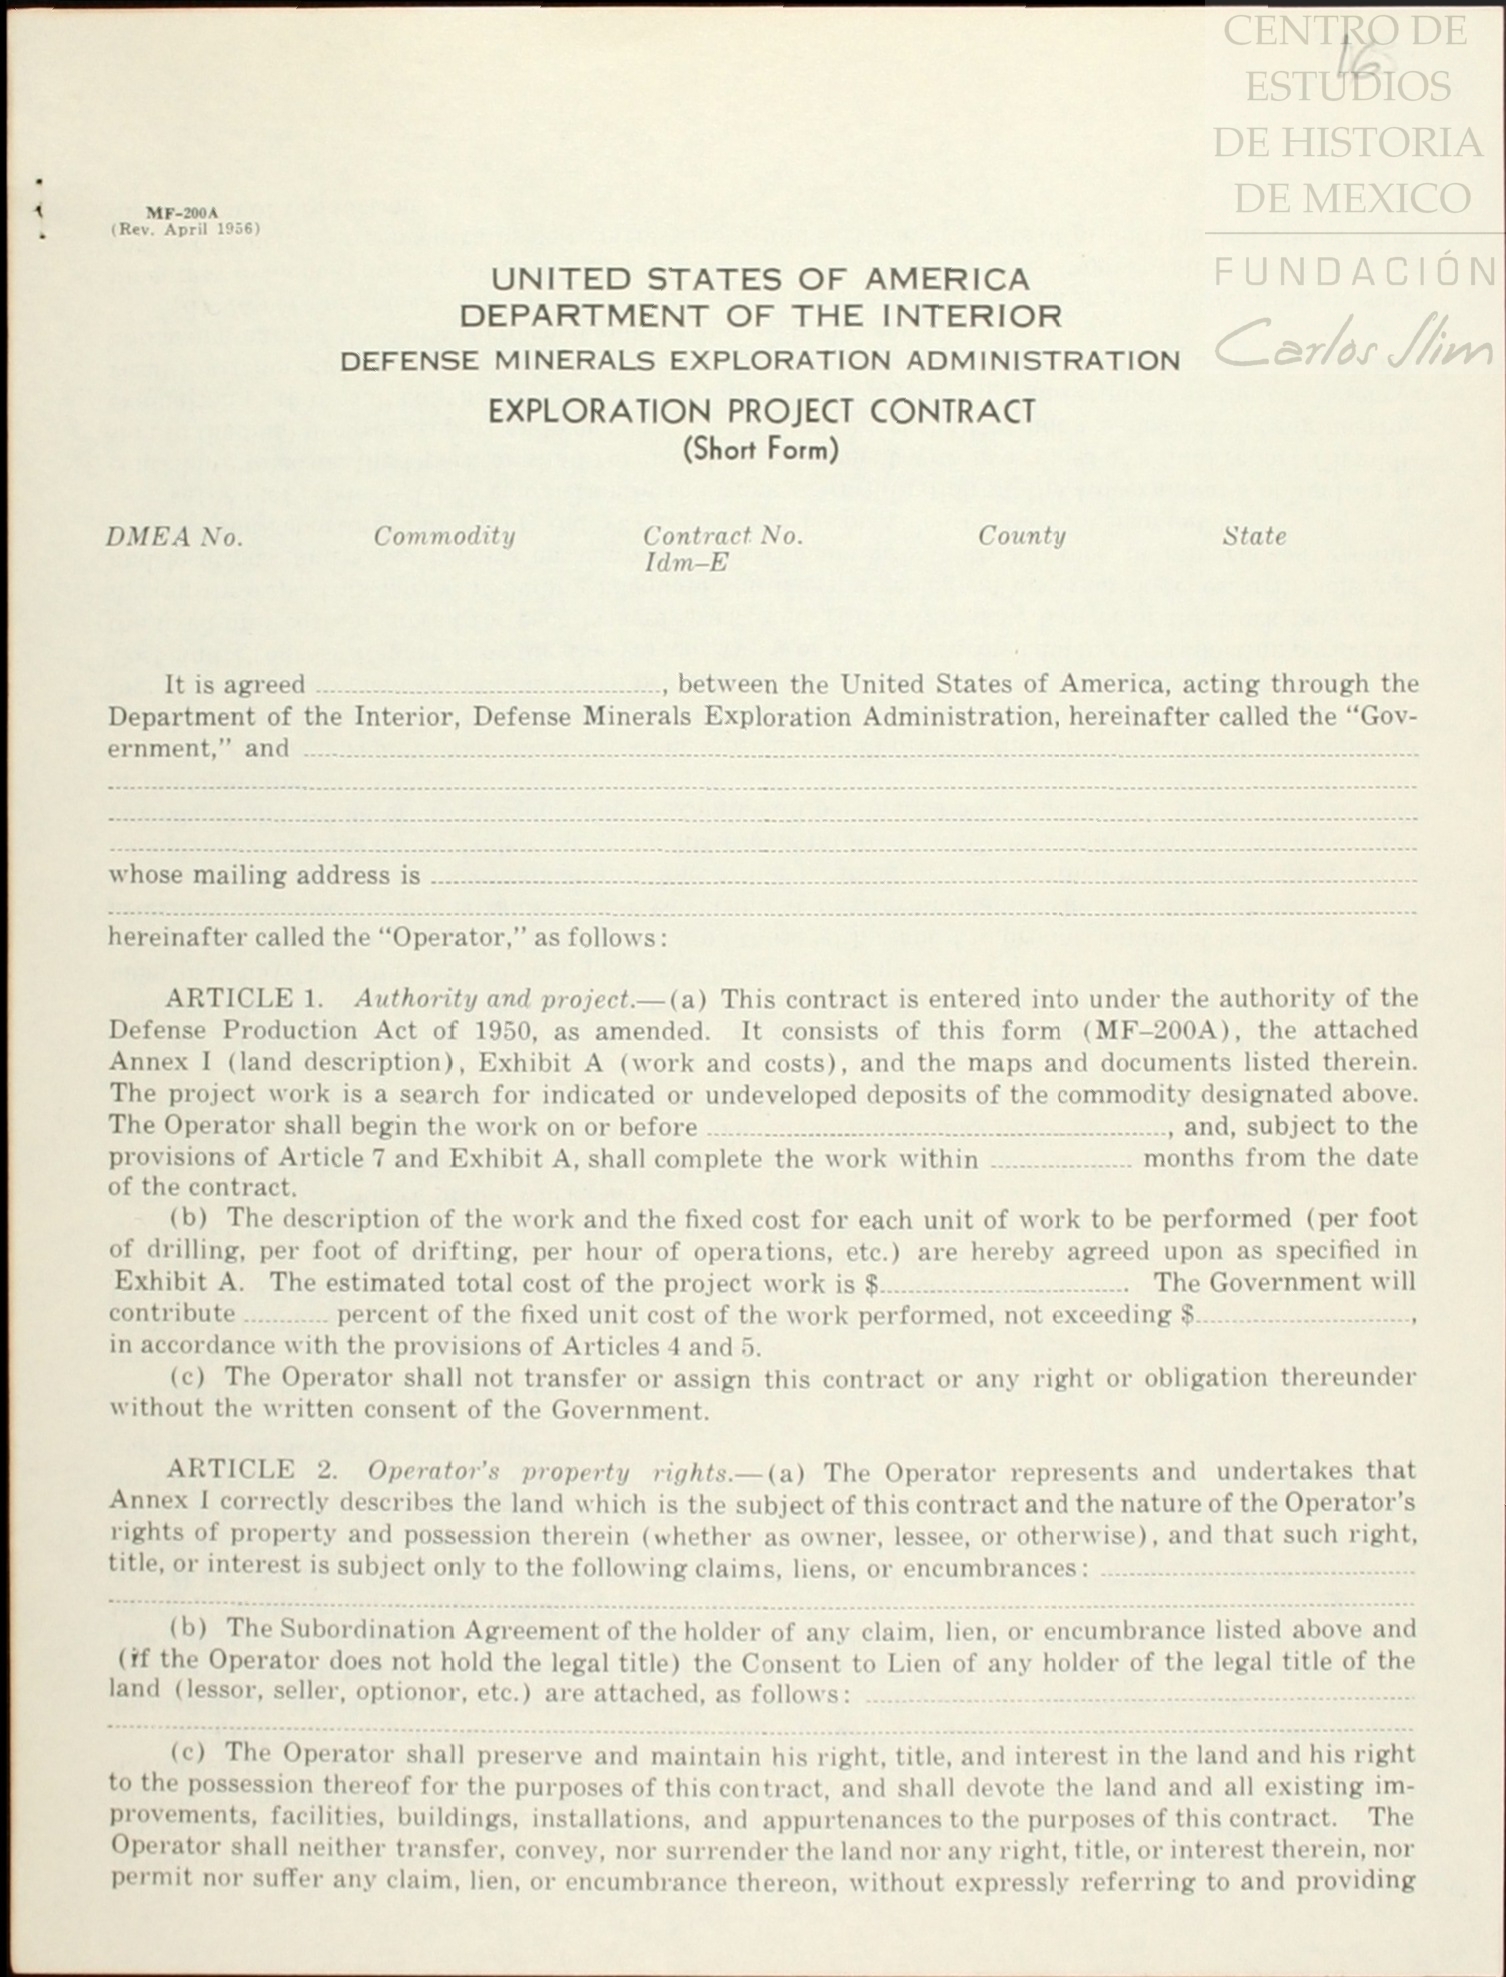 CENTRO DE
ESTUDIOS
DE HISTORIA
DE MEXICO
FUNDACIÓN
Carlos Slim
16
MF-200A
(Rev. April 1956)
UNITED STATES OF AMERICA
DEPARTMENT OF THE INTERIOR
DEFENSE MINERALS EXPLORATION ADMINISTRATION
EXPLORATION PROJECT CONTRACT
(Short Form)
DMEA No. Commodity Contract No. County State
Idm–E
It is agreed ........................, between the United States of America, acting through the
Department of the Interior, Defense Minerals Exploration Administration, hereinafter called the “Gov-
ernment,” and ........................
whose mailing address is ........................
hereinafter called the “Operator,” as follows:
ARTICLE 1. Authority and project.—(a) This contract is entered into under the authority of the
Defense Production Act of 1950, as amended. It consists of this form (MF–200A), the attached
Annex I (land description), Exhibit A (work and costs), and the maps and documents listed therein.
The project work is a search for indicated or undeveloped deposits of the commodity designated above.
The Operator shall begin the work on or before ........................, and, subject to the
provisions of Article 7 and Exhibit A, shall complete the work within ............ months from the date
of the contract.
(b) The description of the work and the fixed cost for each unit of work to be performed (per foot
of drilling, per foot of drifting, per hour of operations, etc.) are hereby agreed upon as specified in
Exhibit A. The estimated total cost of the project work is $........................ The Government will
contribute ............ percent of the fixed unit cost of the work performed, not exceeding $........................,
in accordance with the provisions of Articles 4 and 5.
(c) The Operator shall not transfer or assign this contract or any right or obligation thereunder
without the written consent of the Government.
ARTICLE 2. Operator’s property rights.—(a) The Operator represents and undertakes that
Annex I correctly describes the land which is the subject of this contract and the nature of the Operator’s
rights of property and possession therein (whether as owner, lessee, or otherwise), and that such right,
title, or interest is subject only to the following claims, liens, or encumbrances: ........................
(b) The Subordination Agreement of the holder of any claim, lien, or encumbrance listed above and
(if the Operator does not hold the legal title) the Consent to Lien of any holder of the legal title of the
land (lessor, seller, optionor, etc.) are attached, as follows: ........................
(c) The Operator shall preserve and maintain his right, title, and interest in the land and his right
to the possession thereof for the purposes of this contract, and shall devote the land and all existing im-
provements, facilities, buildings, installations, and appurtenances to the purposes of this contract. The
Operator shall neither transfer, convey, nor surrender the land nor any right, title, or interest therein, nor
permit nor suffer any claim, lien, or encumbrance thereon, without expressly referring to and providing